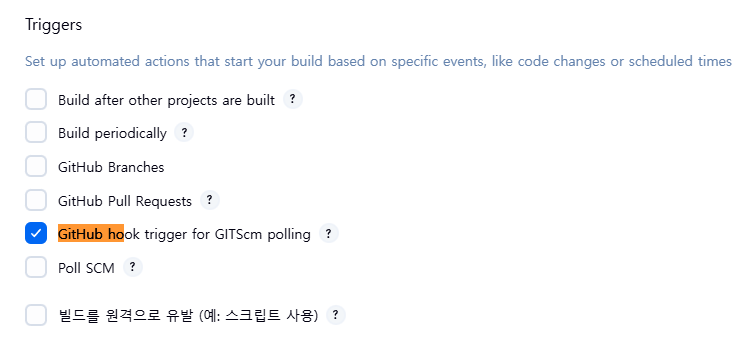 Triggers
Set up automated actions that start your build based on specific events, like code changes or scheduled times
Build after other projects are built ?
Build periodically ?
GitHub Branches
GitHub Pull Requests ?
GitHub hook trigger for GITScm polling ?
Poll SCM ?
빌드를 원격으로 유발 (예: 스크립트 사용) ?